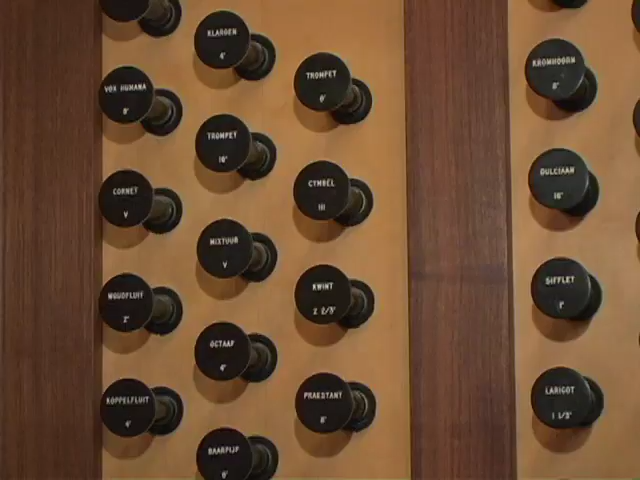 KLAROEN
4'
TROMPET
8'
KROMHOORN
8'
VOX HUMANA
8'
TROMPET
16'
DULCIAAN
16'
CORNET
V
CYMBEL
III
MIXTUUR
V
SIFFLET
1'
WOUDFLUIT
2'
KWINT
2 2/3'
OCTAAF
4'
LARIGOT
1 1/3'
KOPPELFLUIT
4'
PRAESTANT
8'
BAARPIJP
8'